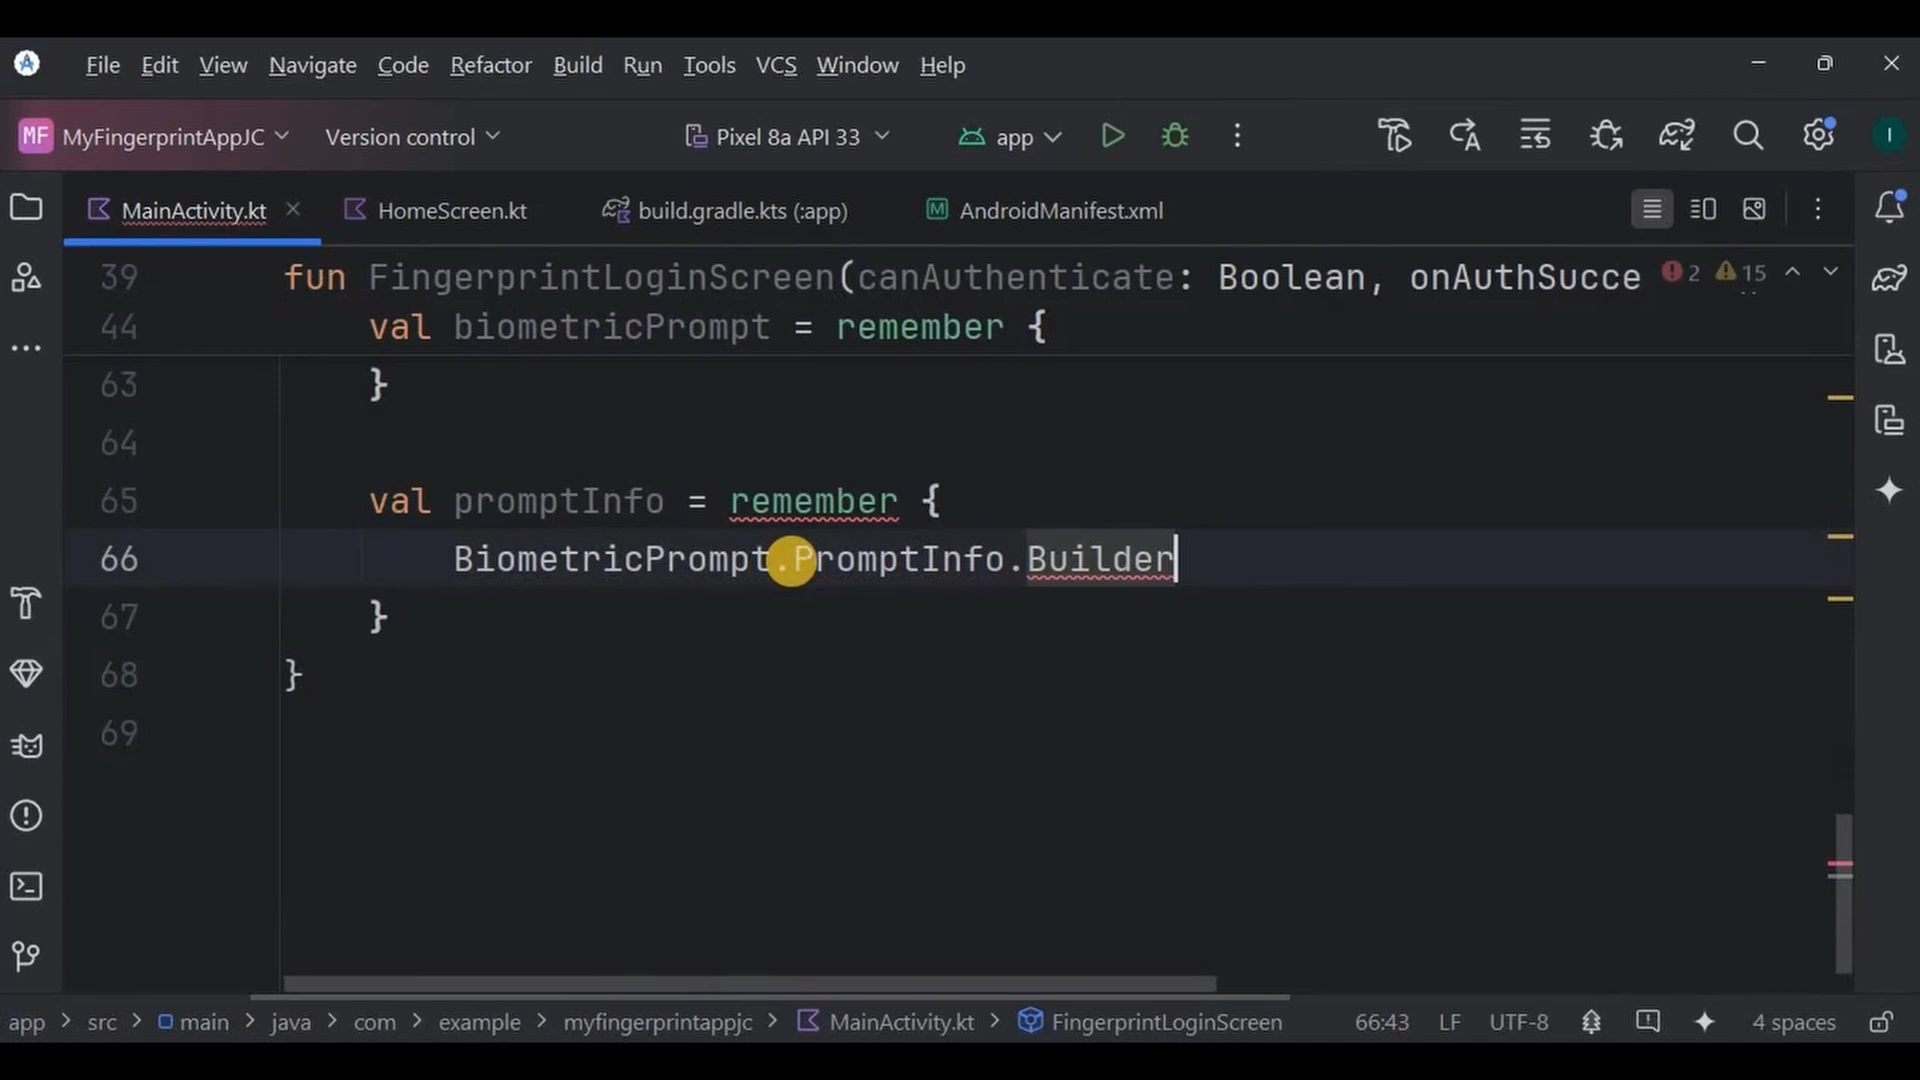 File Edit View Navigate Code Refactor Build Run Tools VCS Window Help
MF MyFingerprintAppJC Version control Pixel 8a API 33 app I
MainActivity.kt HomeScreen.kt build.gradle.kts (:app) M AndroidManifest.xml
39 fun FingerprintLoginScreen(canAuthenticate: Boolean, onAuthSucce 2 15
44 val biometricPrompt = remember {
63 }
64
65 val promptInfo = remember {
66 BiometricPrompt.PromptInfo.Builder
67 }
68 }
69
app > src > main > java > com > example > myfingerprintappjc > MainActivity.kt > FingerprintLoginScreen 66:43 LF UTF-8 4 spaces